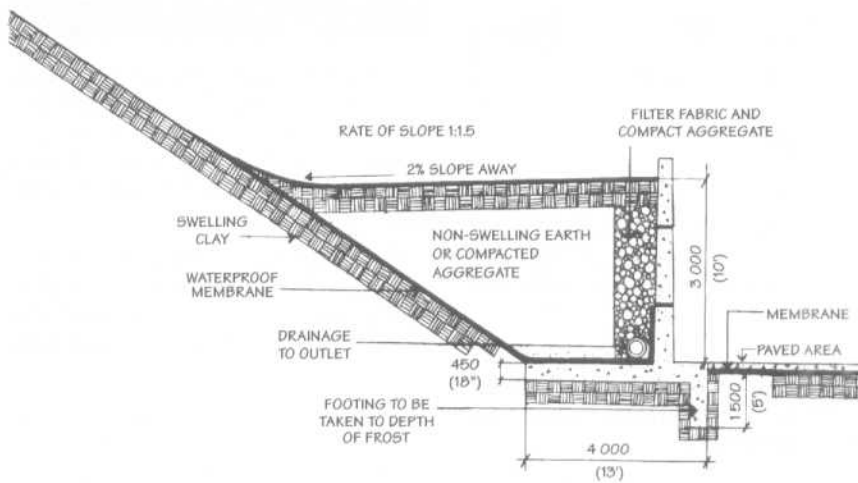 FILTER FABRIC AND
COMPACT AGGREGATE
RATE OF SLOPE 1:1.5
2% SLOPE AWAY
SWELLING
CLAY
NON-SWELLING EARTH
OR COMPACTED
AGGREGATE
WATERPROOF
MEMBRANE
3 000
(10')
MEMBRANE
DRAINAGE
TO OUTLET
PAVED AREA
450
(18")
FOOTING TO BE
TAKEN TO DEPTH
OF FROST
1 500
(5')
4 000
(13')